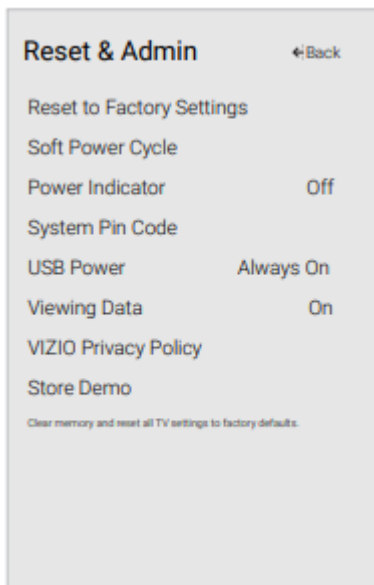 Reset & Admin Back
Reset to Factory Settings
Soft Power Cycle
Power Indicator Off
System Pin Code
USB Power Always On
Viewing Data On
VIZIO Privacy Policy
Store Demo
Clear memory and reset all TV settings to factory defaults.